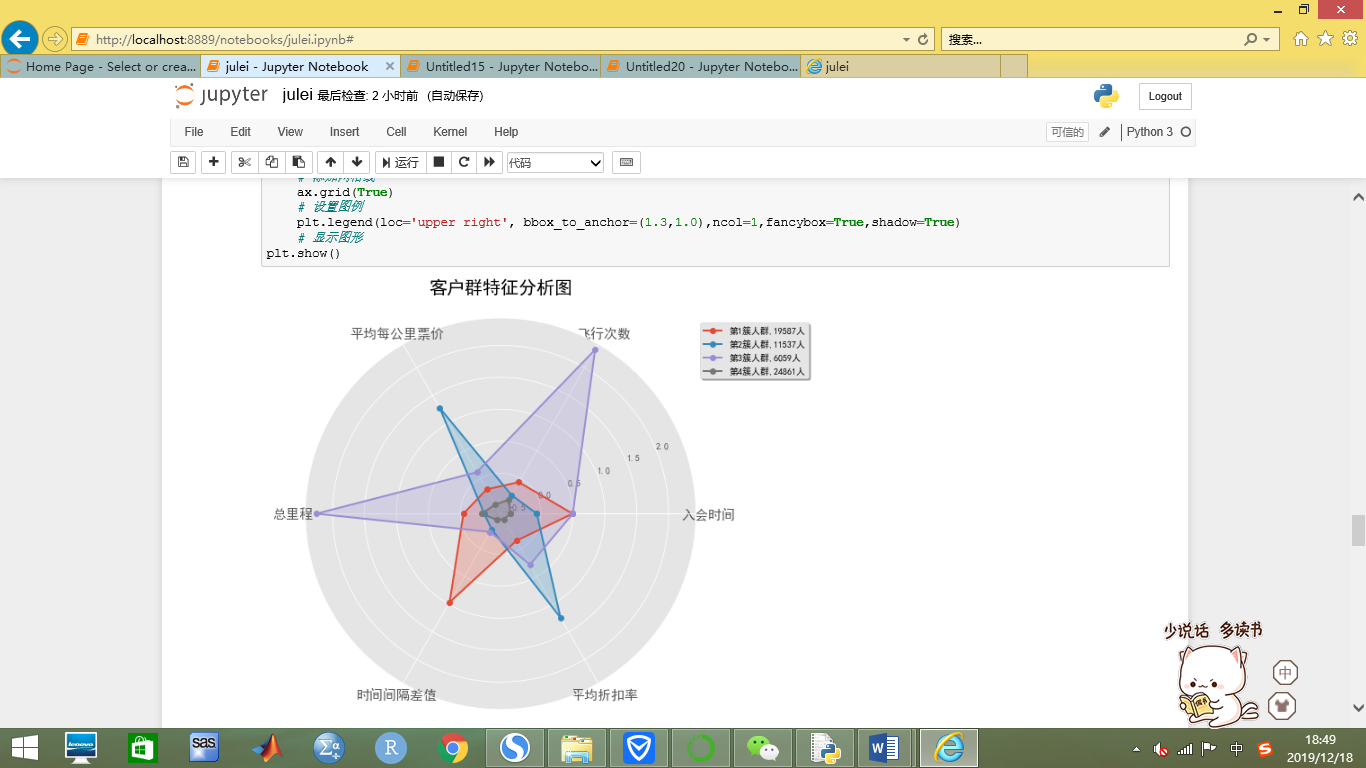 http://localhost:8889/notebooks/julei.ipynb#
搜索...
Home Page - Select or crea...
julei - Jupyter Notebook
Untitled15 - Jupyter Notebo...
Untitled20 - Jupyter Notebo...
julei
jupyter julei 最后检查: 2 小时前 (自动保存)
Logout
File Edit View Insert Cell Kernel Help
可信的 Python 3
运行 代码
# 添加网格线
ax.grid(True)
# 设置图例
plt.legend(loc='upper right', bbox_to_anchor=(1.3,1.0),ncol=1,fancybox=True,shadow=True)
# 显示图形
plt.show()
客户群特征分析图
平均每公里票价
飞行次数
第1簇人群, 19587人
第2簇人群, 11537人
第3簇人群, 6059人
第4簇人群, 24861人
2.0
1.5
1.0
0.5
0.0
总里程
入会时间
时间间隔差值
平均折扣率
少说话 多读书
中
lenovo
sas
Σα
R
S
W
中
S
18:49
2019/12/18